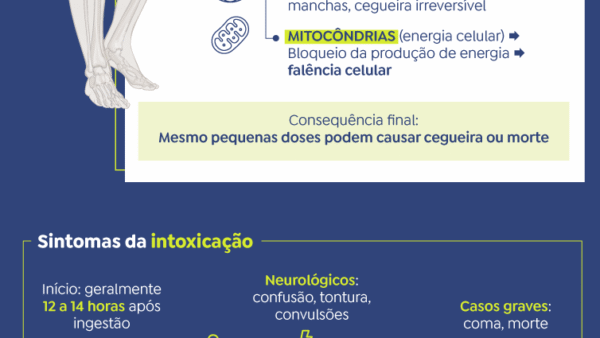 manchas, cegueira irreversível
MITOCÔNDRIAS (energia celular) ➡
Bloqueio da produção de energia ➡
falência celular
Consequência final:
Mesmo pequenas doses podem causar cegueira ou morte
Sintomas da intoxicação
Início: geralmente
12 a 14 horas após
ingestão
Neurológicos:
confusão, tontura,
convulsões
Casos graves:
coma, morte